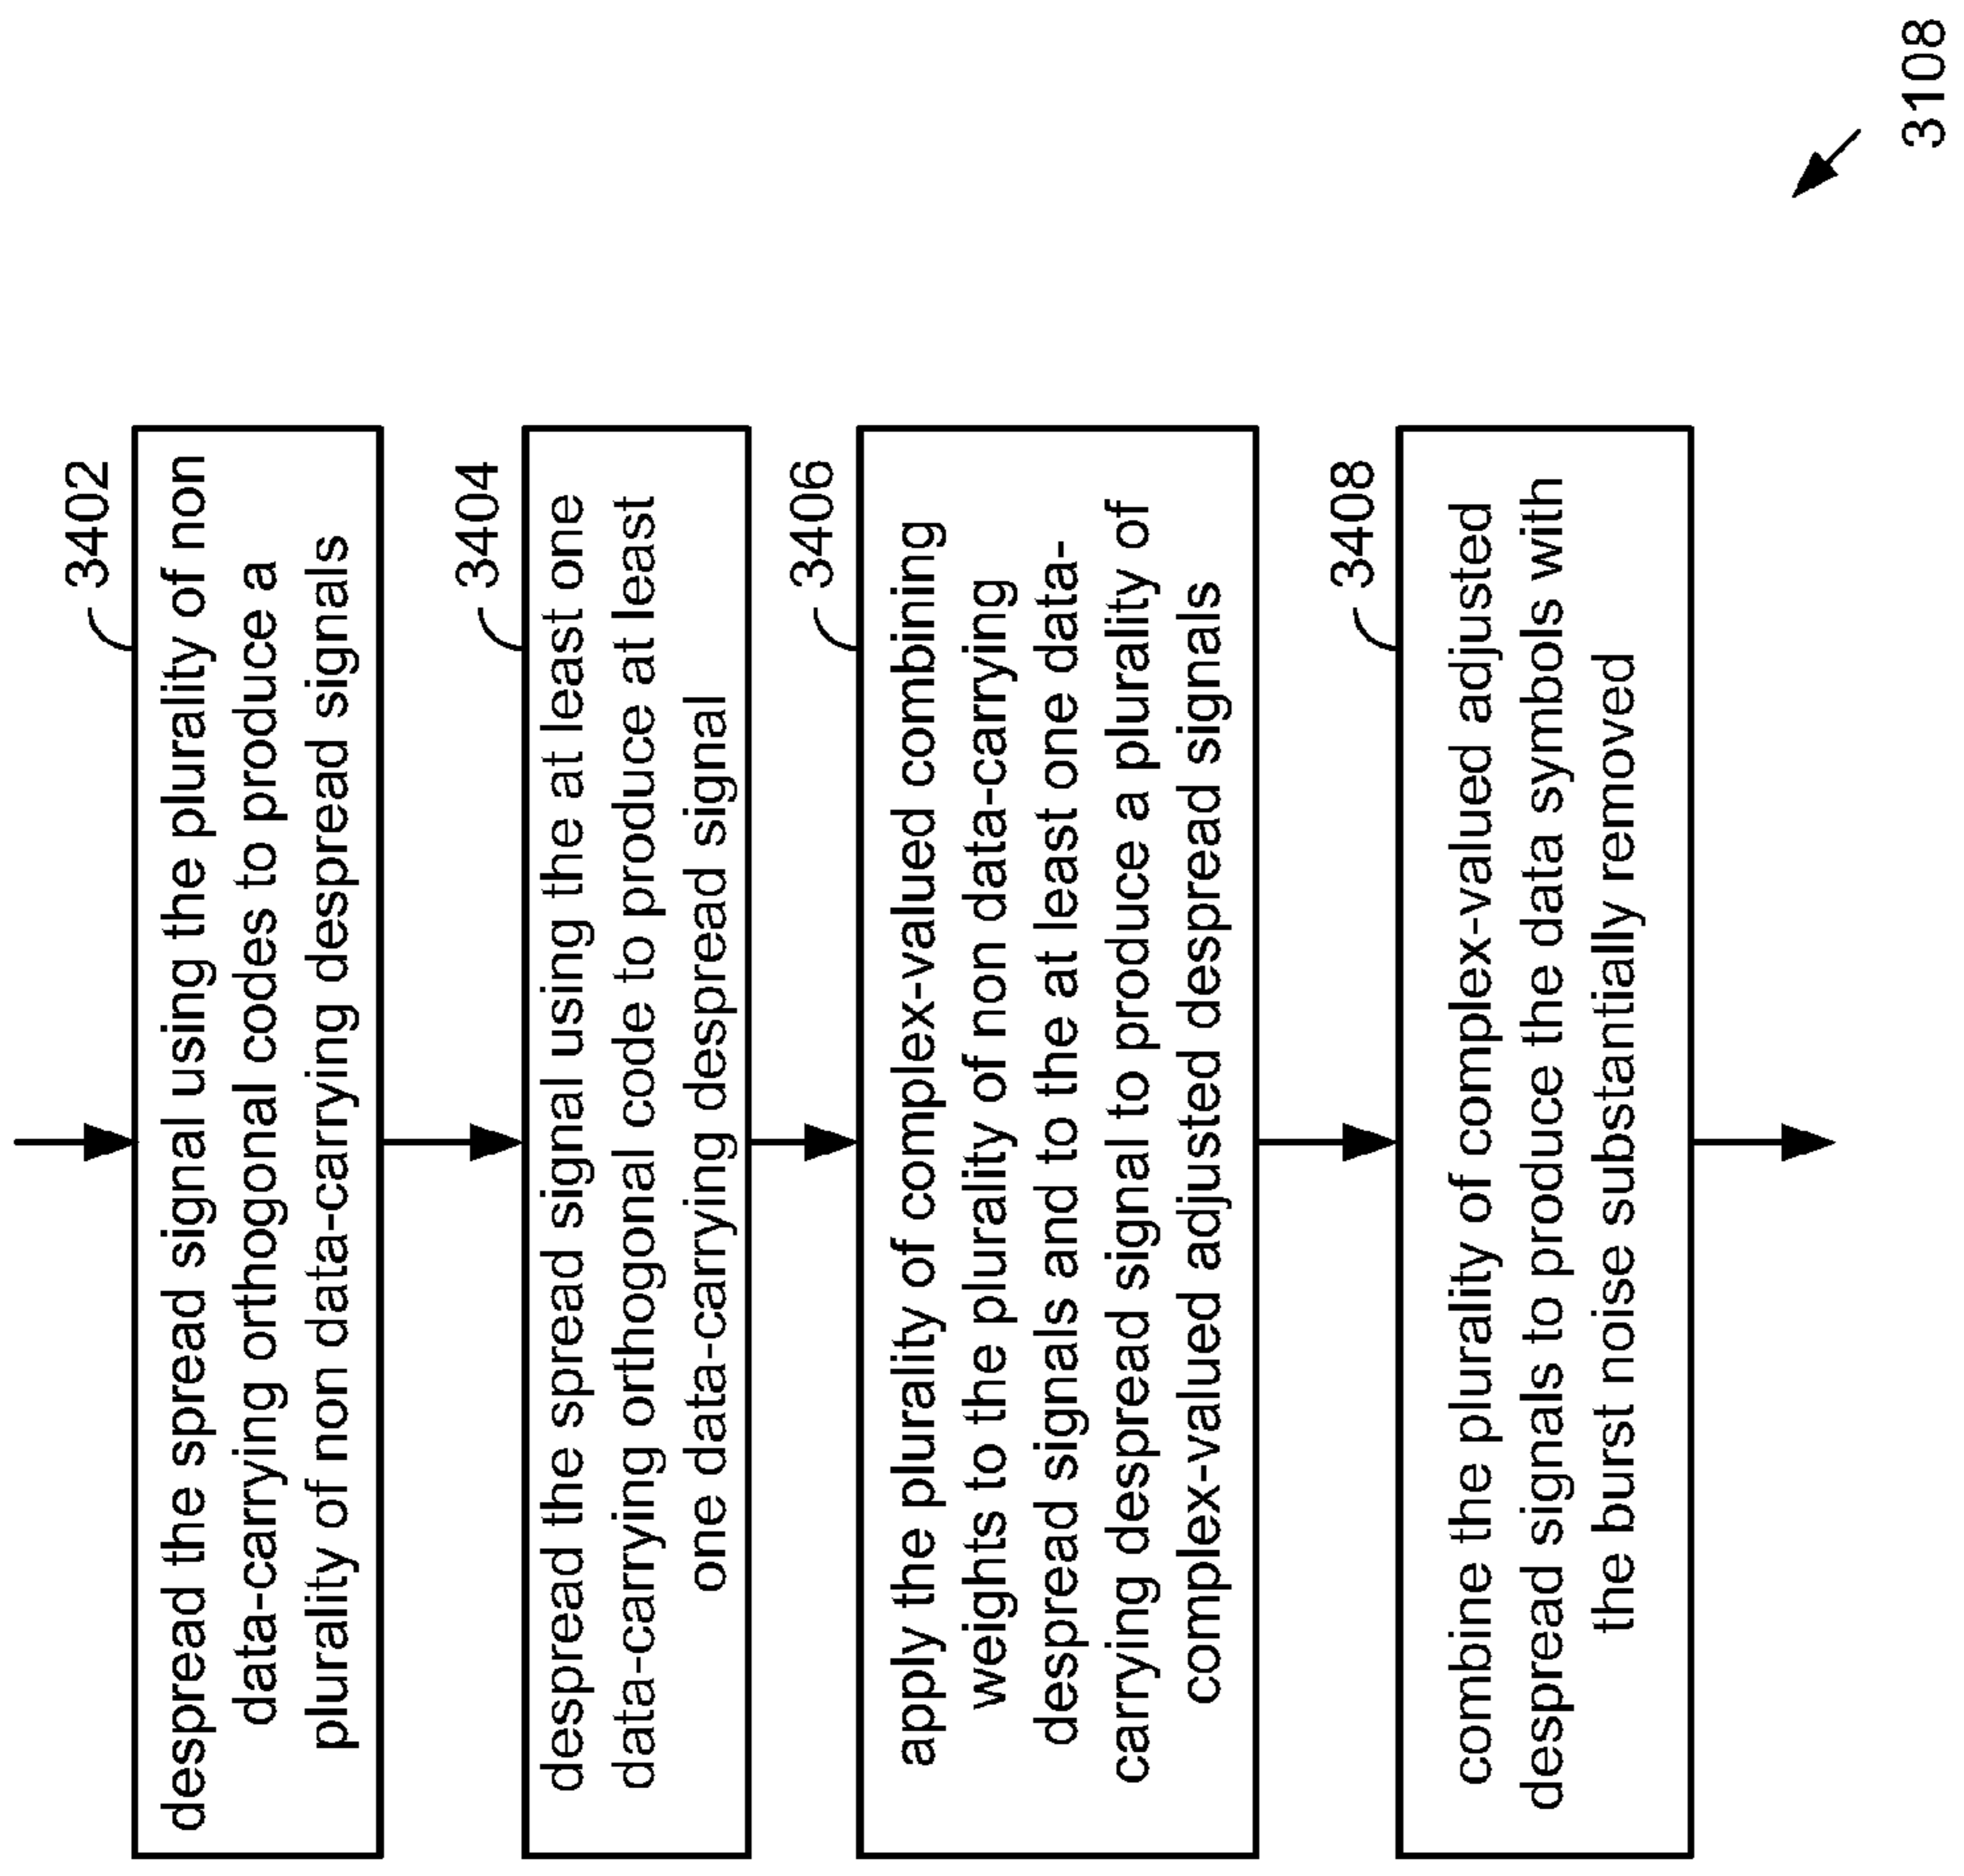 3402
despread the spread signal using the plurality of non
data-carrying orthogonal codes to produce a
plurality of non data-carrying despread signals
3404
despread the spread signal using the at least one
data-carrying orthogonal code to produce at least
one data-carrying despread signal
3406
apply the plurality of complex-valued combining
weights to the plurality of non data-carrying
despread signals and to the at least one data-
carrying despread signal to produce a plurality of
complex-valued adjusted despread signals
3408
combine the plurality of complex-valued adjusted
despread signals to produce the data symbols with
the burst noise substantially removed
3108